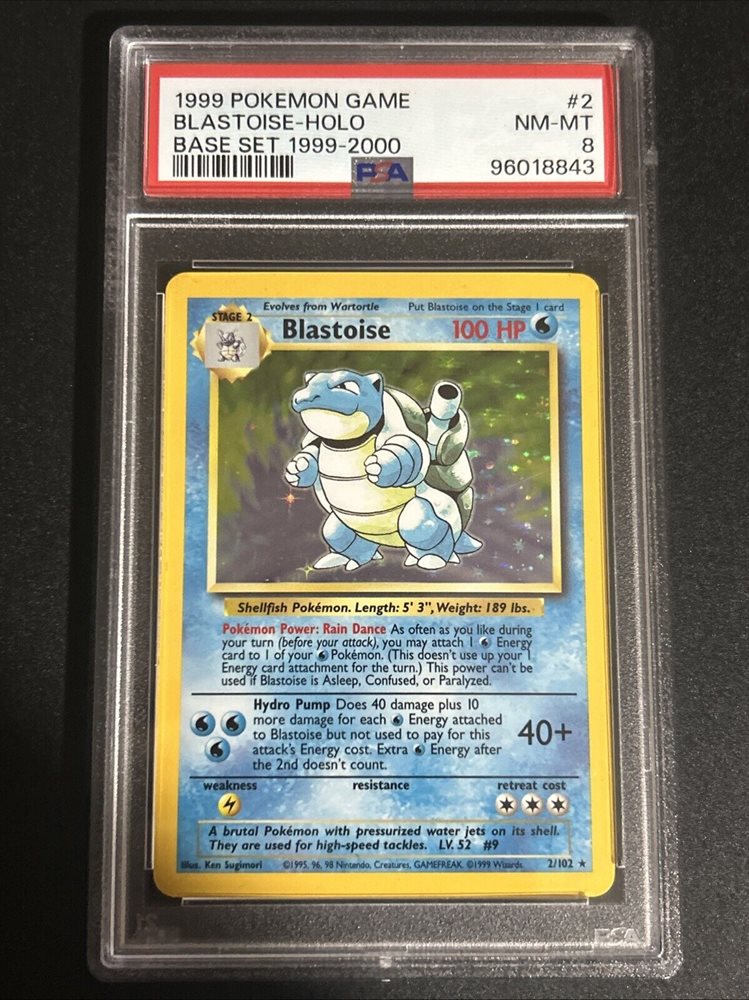 1999 POKEMON GAME #2
BLASTOISE-HOLO NM-MT
BASE SET 1999-2000 8
PSA 96018843
Evolves from Wartortle Put Blastoise on the Stage 1 card
STAGE 2
Blastoise 100 HP
Shellfish Pokémon. Length: 5' 3", Weight: 189 lbs.
Pokémon Power: Rain Dance As often as you like during
your turn (before your attack), you may attach 1 Energy
card to 1 of your Pokémon. (This doesn't use up your 1
Energy card attachment for the turn.) This power can't be
used if Blastoise is Asleep, Confused, or Paralyzed.
Hydro Pump Does 40 damage plus 10
more damage for each Energy attached
to Blastoise but not used to pay for this
attack's Energy cost. Extra Energy after
the 2nd doesn't count.
40+
weakness resistance retreat cost
A brutal Pokémon with pressurized water jets on its shell.
They are used for high-speed tackles. LV. 52 #9
Illus. Ken Sugimori ©1995, 96, 98 Nintendo, Creatures, GAMEFREAK. ©1999 Wizards. 2/102 ★
PSA